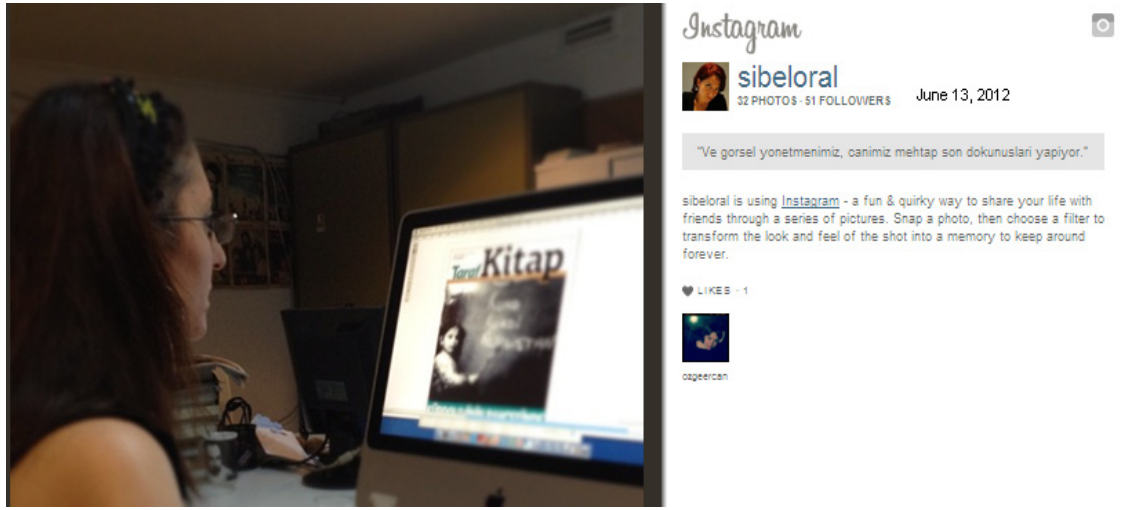 Instagram
sibeloral
32 PHOTOS · 51 FOLLOWERS
June 13, 2012
"Ve gorsel yonetmenimiz, canimiz mehtap son dokunuslari yapiyor."
sibeloral is using Instagram - a fun & quirky way to share your life with
friends through a series of pictures. Snap a photo, then choose a filter to
transform the look and feel of the shot into a memory to keep around
forever.
LIKES · 1
ozgeercan
Taraf Kitap